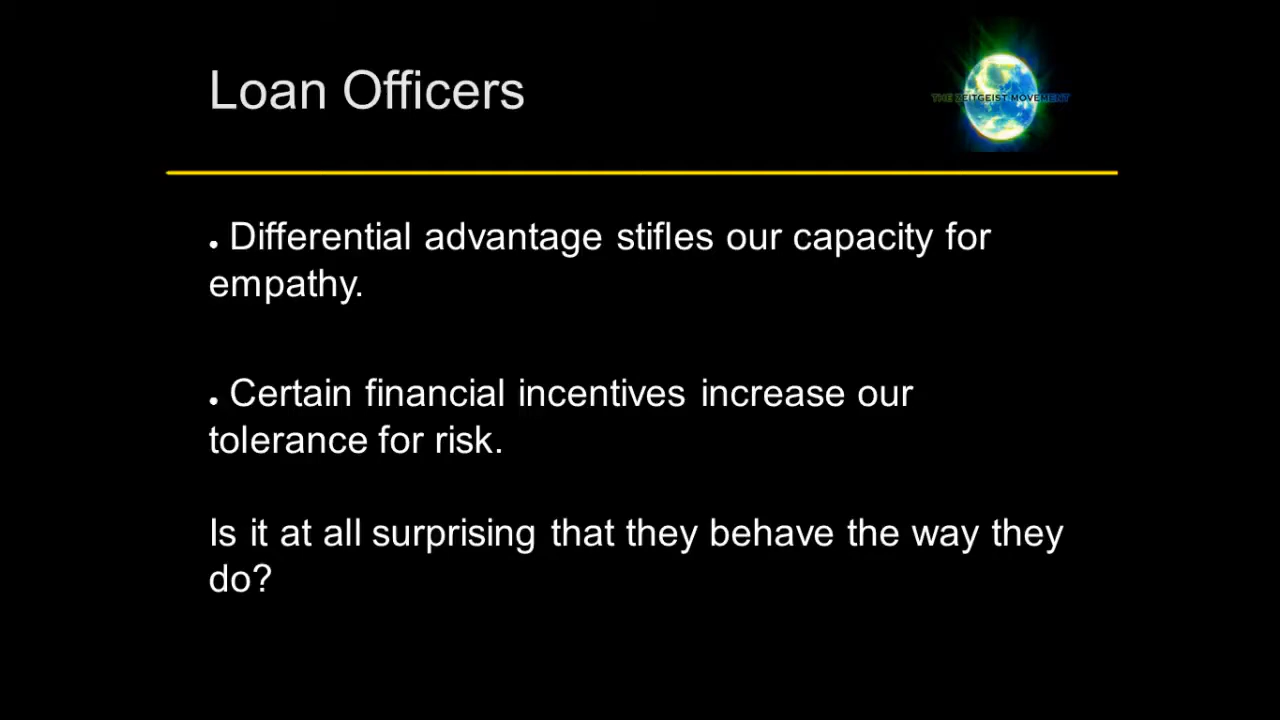 Loan Officers
THE ZEITGEIST MOVEMENT
● Differential advantage stifles our capacity for
empathy.
● Certain financial incentives increase our
tolerance for risk.
Is it at all surprising that they behave the way they
do?